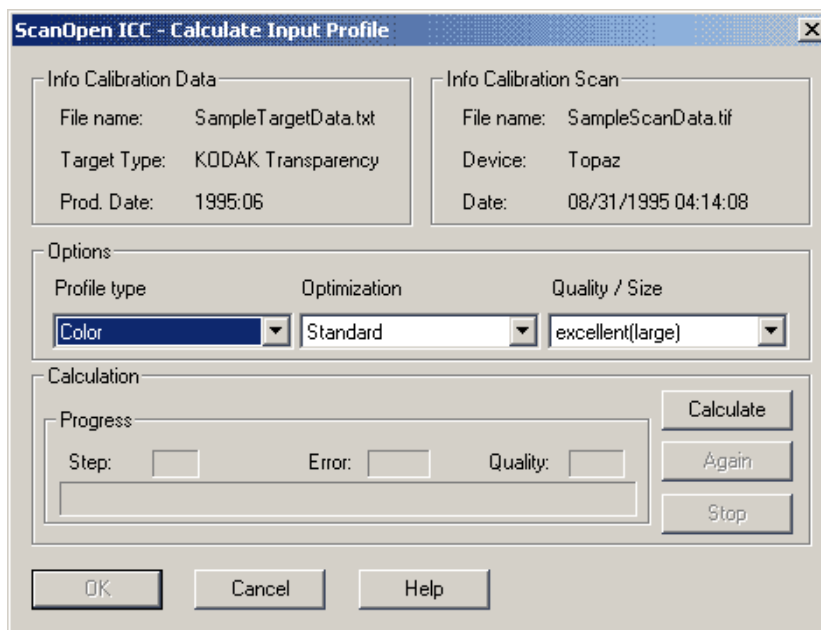 ScanOpen ICC - Calculate Input Profile
Info Calibration Data
File name: SampleTargetData.txt
Target Type: KODAK Transparency
Prod. Date: 1995:06
Info Calibration Scan
File name: SampleScanData.tif
Device: Topaz
Date: 08/31/1995 04:14:08
Options
Profile type Optimization Quality / Size
Color Standard excellent(large)
Calculation
Progress
Step: Error: Quality:
Calculate
Again
Stop
OK Cancel Help